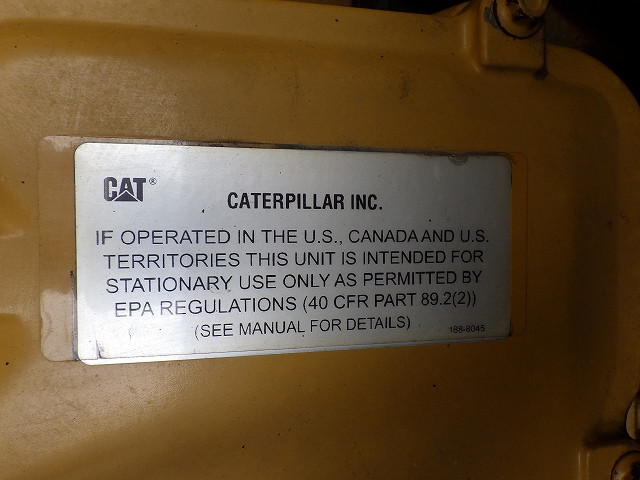 CAT®
CATERPILLAR INC.
IF OPERATED IN THE U.S., CANADA AND U.S.
TERRITORIES THIS UNIT IS INTENDED FOR
STATIONARY USE ONLY AS PERMITTED BY
EPA REGULATIONS (40 CFR PART 89.2(2))
(SEE MANUAL FOR DETAILS)
188-8045